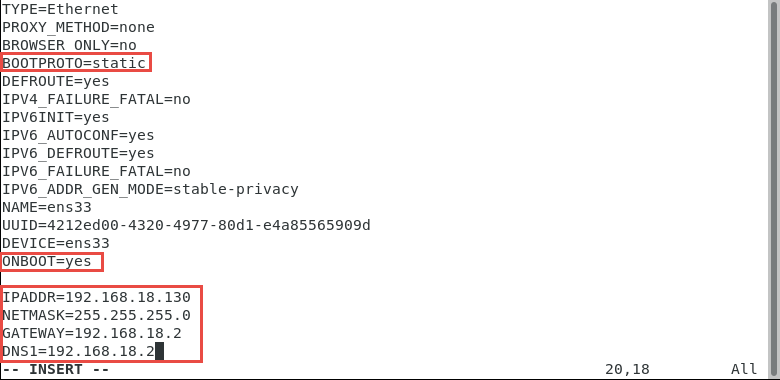 TYPE=Ethernet
PROXY_METHOD=none
BROWSER_ONLY=no
BOOTPROTO=static
DEFROUTE=yes
IPV4_FAILURE_FATAL=no
IPV6INIT=yes
IPV6_AUTOCONF=yes
IPV6_DEFROUTE=yes
IPV6_FAILURE_FATAL=no
IPV6_ADDR_GEN_MODE=stable-privacy
NAME=ens33
UUID=4212ed00-4320-4977-80d1-e4a85565909d
DEVICE=ens33
ONBOOT=yes
IPADDR=192.168.18.130
NETMASK=255.255.255.0
GATEWAY=192.168.18.2
DNS1=192.168.18.2
-- INSERT -- 20,18 All